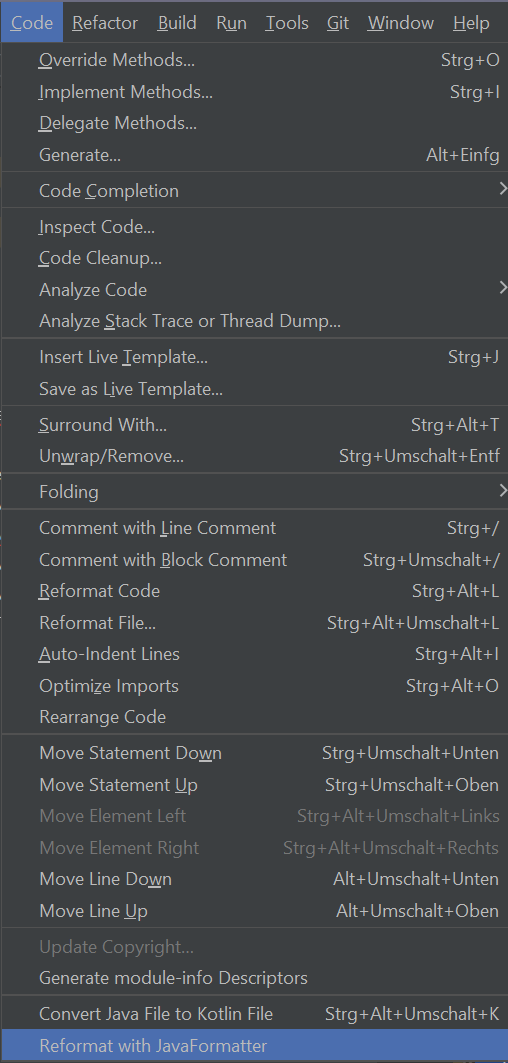 Code Refactor Build Run Tools Git Window Help
Override Methods... Strg+O
Implement Methods... Strg+I
Delegate Methods...
Generate... Alt+Einfg
Code Completion
Inspect Code...
Code Cleanup...
Analyze Code
Analyze Stack Trace or Thread Dump...
Insert Live Template... Strg+J
Save as Live Template...
Surround With... Strg+Alt+T
Unwrap/Remove... Strg+Umschalt+Entf
Folding
Comment with Line Comment Strg+/
Comment with Block Comment Strg+Umschalt+/
Reformat Code Strg+Alt+L
Reformat File... Strg+Alt+Umschalt+L
Auto-Indent Lines Strg+Alt+I
Optimize Imports Strg+Alt+O
Rearrange Code
Move Statement Down Strg+Umschalt+Unten
Move Statement Up Strg+Umschalt+Oben
Move Element Left Strg+Alt+Umschalt+Links
Move Element Right Strg+Alt+Umschalt+Rechts
Move Line Down Alt+Umschalt+Unten
Move Line Up Alt+Umschalt+Oben
Update Copyright...
Generate module-info Descriptors
Convert Java File to Kotlin File Strg+Alt+Umschalt+K
Reformat with JavaFormatter